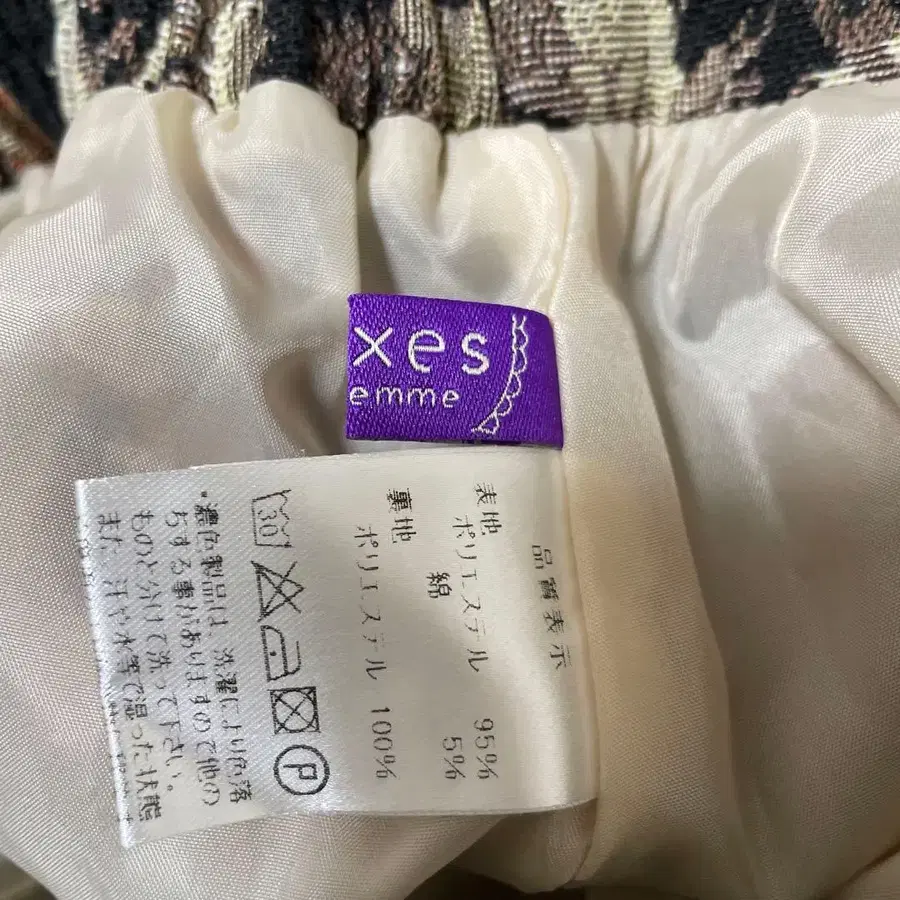 xes
emme
品質表示
表地
ポリエステル 95%
綿 5%
裏地
ポリエステル 100%
30
P
*濃色製品は、洗濯により色落
ちする事がありますので他の
ものと分けて洗って下さい。
また、汗や水等で湿った状態